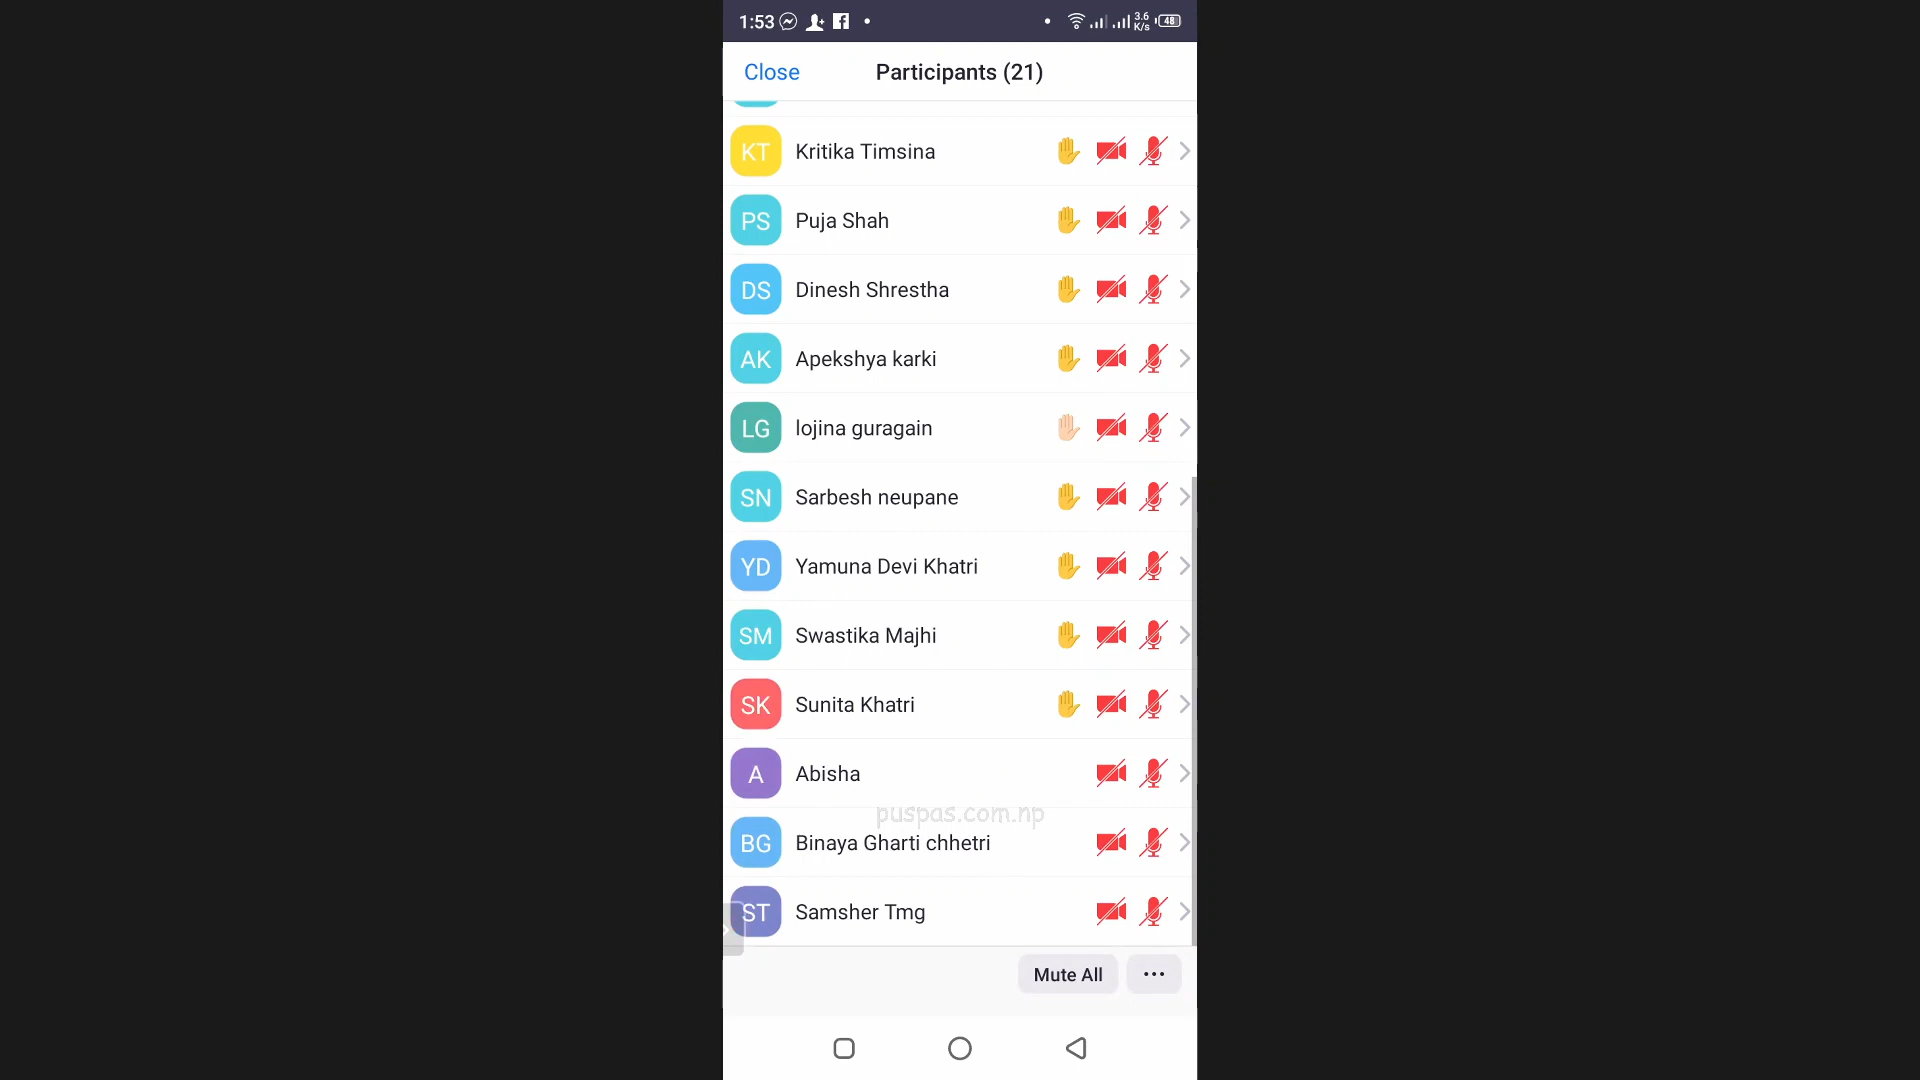 1:53
3.6
K/s
48
Close
Participants (21)
KT Kritika Timsina
PS Puja Shah
DS Dinesh Shrestha
AK Apekshya karki
LG lojina guragain
SN Sarbesh neupane
YD Yamuna Devi Khatri
SM Swastika Majhi
SK Sunita Khatri
A Abisha
puspas.com.np
BG Binaya Gharti chhetri
ST Samsher Tmg
Mute All